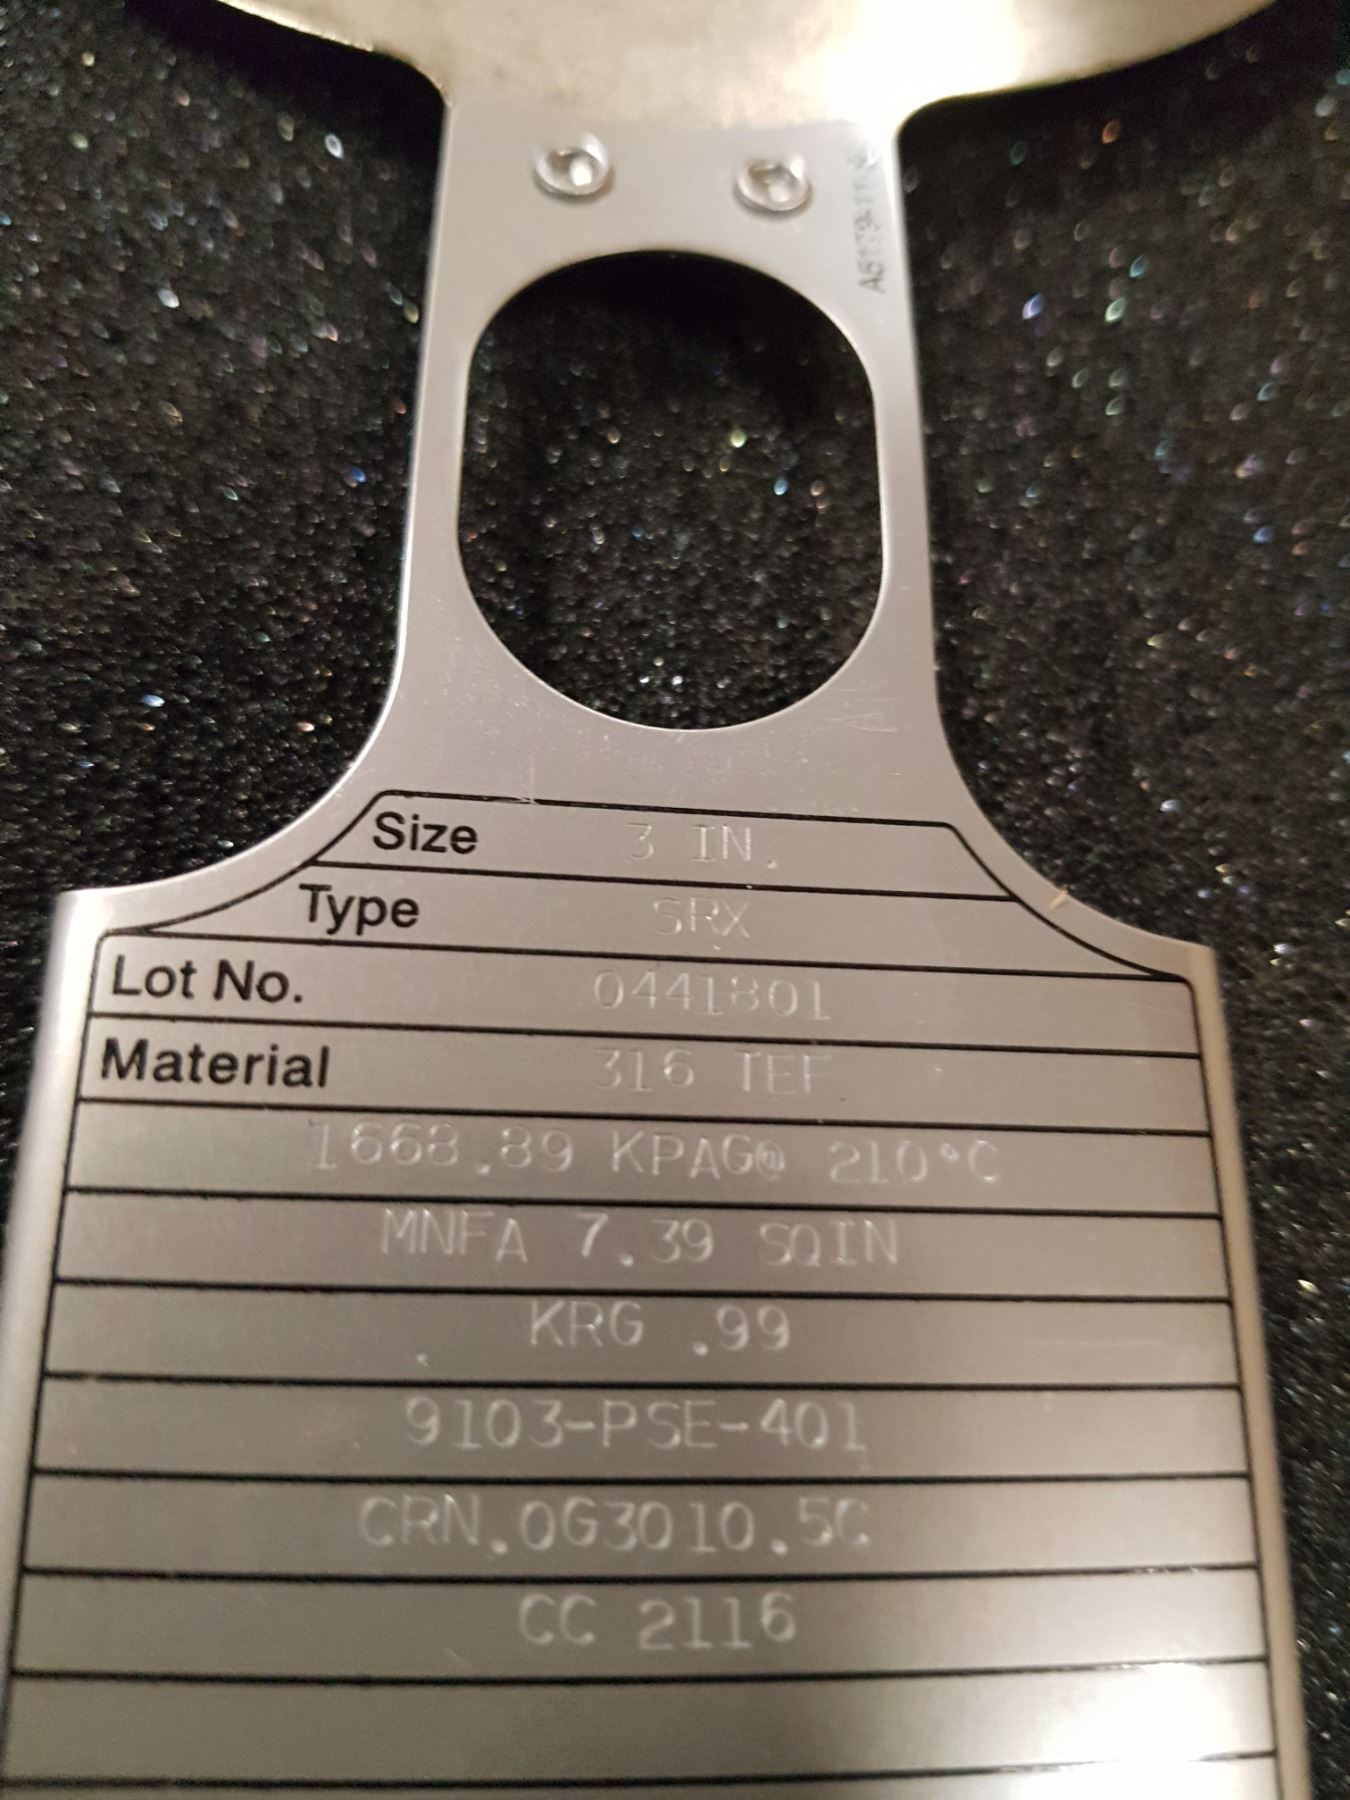 Size 3 IN.
Type SRX
Lot No. 0441801
Material 316 TEF
1668.89 KPAG@ 210°C
MNFA 7.39 SQIN
KRG .99
9103-PSE-401
CRN.0G3010.5C
CC 2116